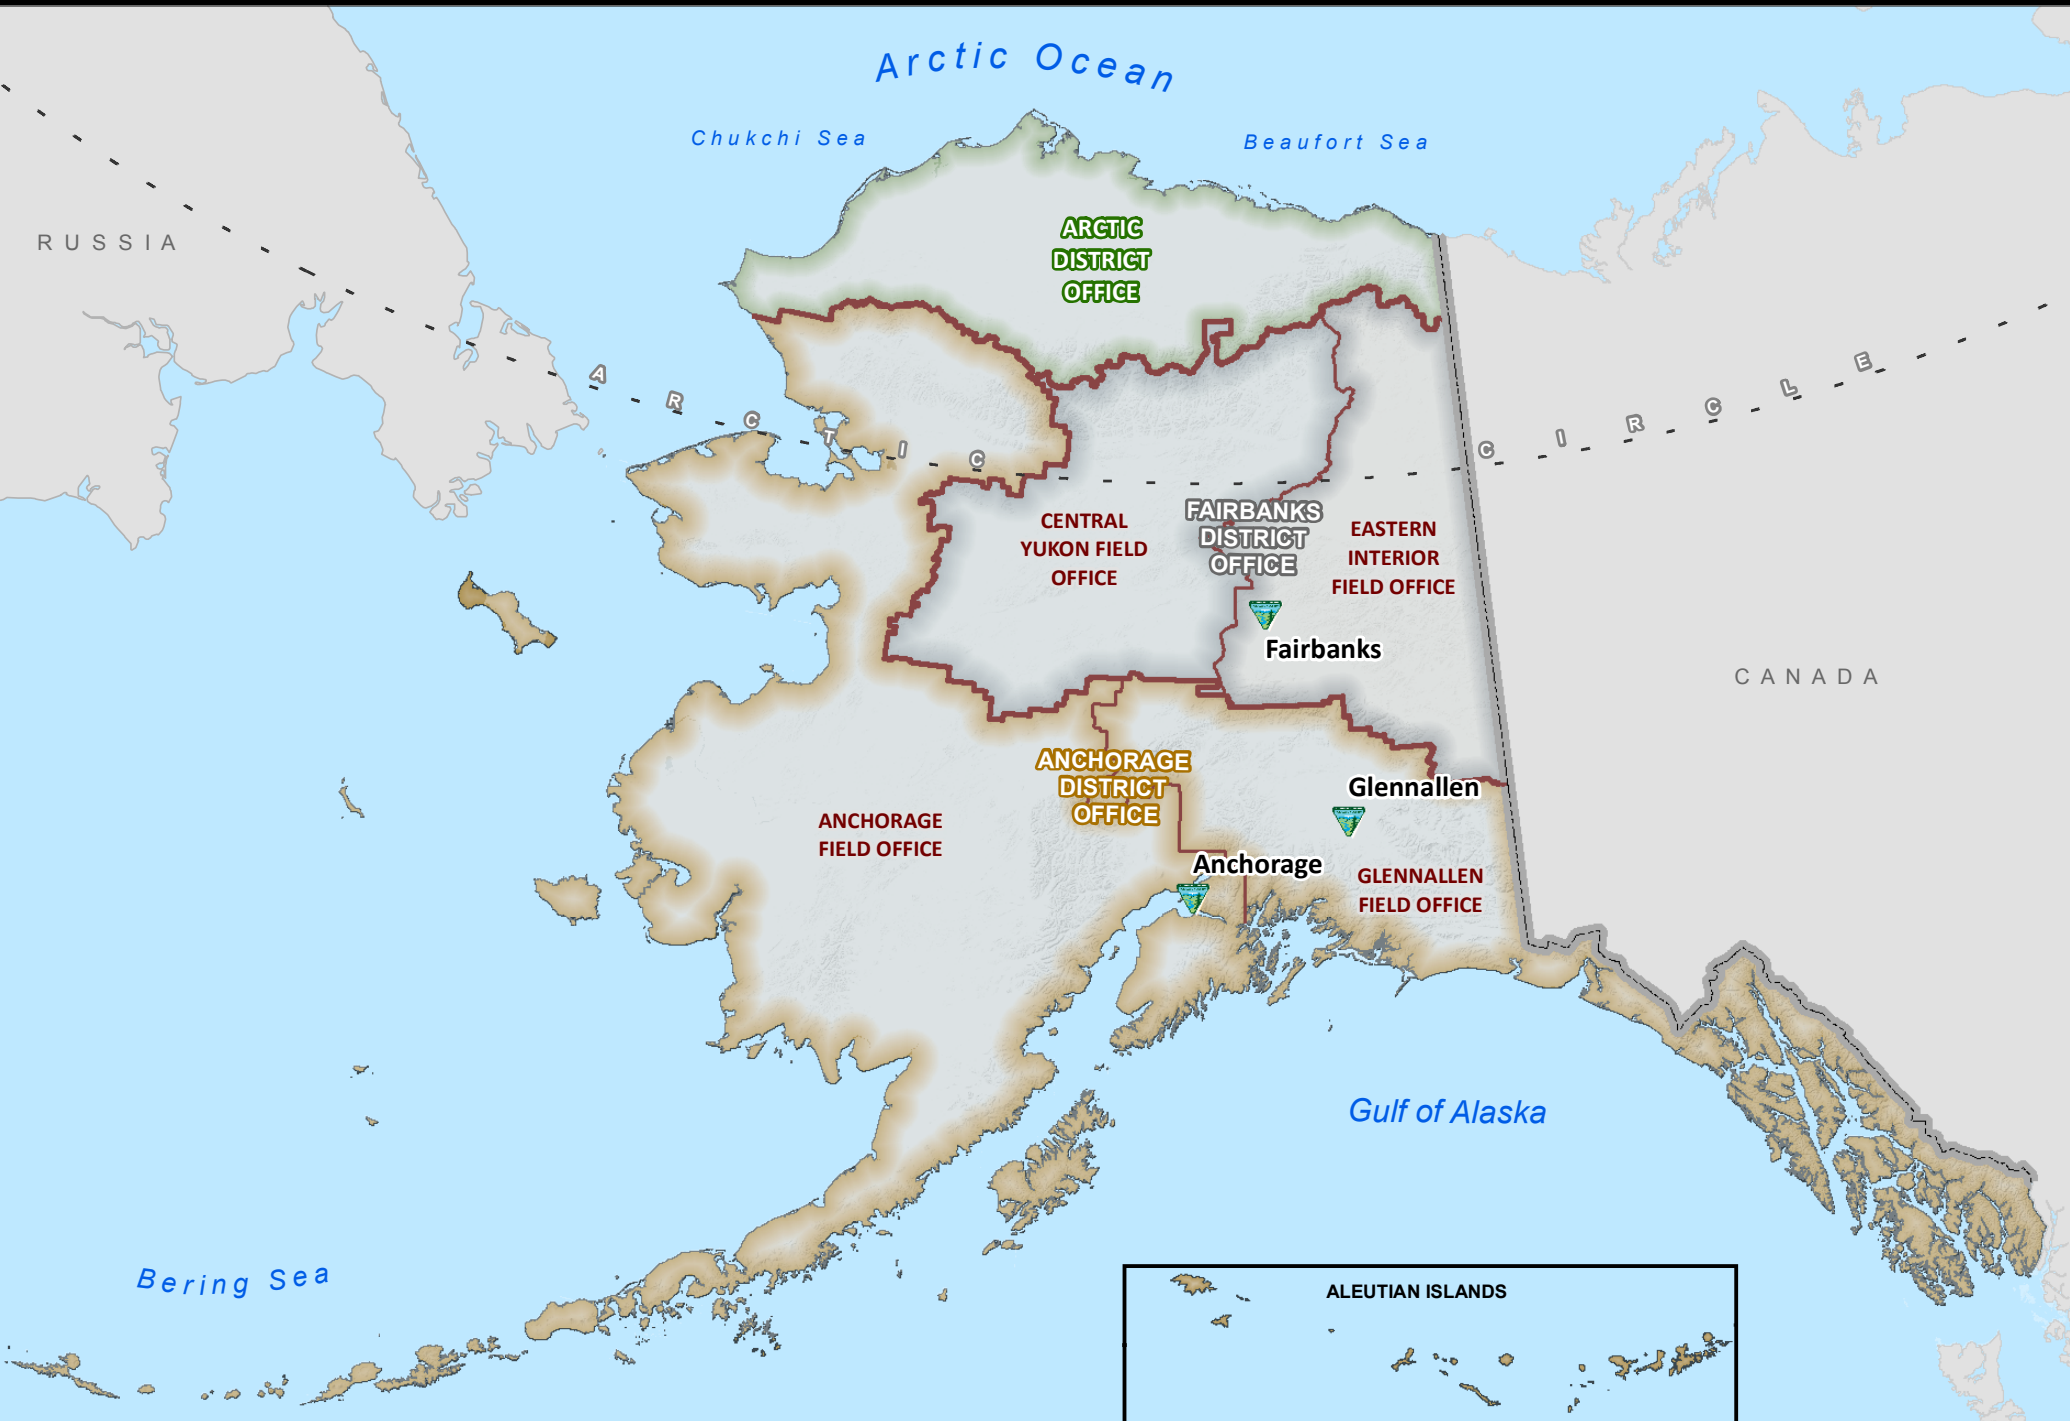 Arctic Ocean
Chukchi Sea
Beaufort Sea
RUSSIA
ARCTIC
DISTRICT
OFFICE
ARCTIC CIRCLE
CENTRAL
YUKON FIELD
OFFICE
FAIRBANKS
DISTRICT
OFFICE
EASTERN
INTERIOR
FIELD OFFICE
Fairbanks
CANADA
ANCHORAGE
DISTRICT
OFFICE
Glennallen
ANCHORAGE
FIELD OFFICE
Anchorage
GLENNALLEN
FIELD OFFICE
Gulf of Alaska
Bering Sea
ALEUTIAN ISLANDS